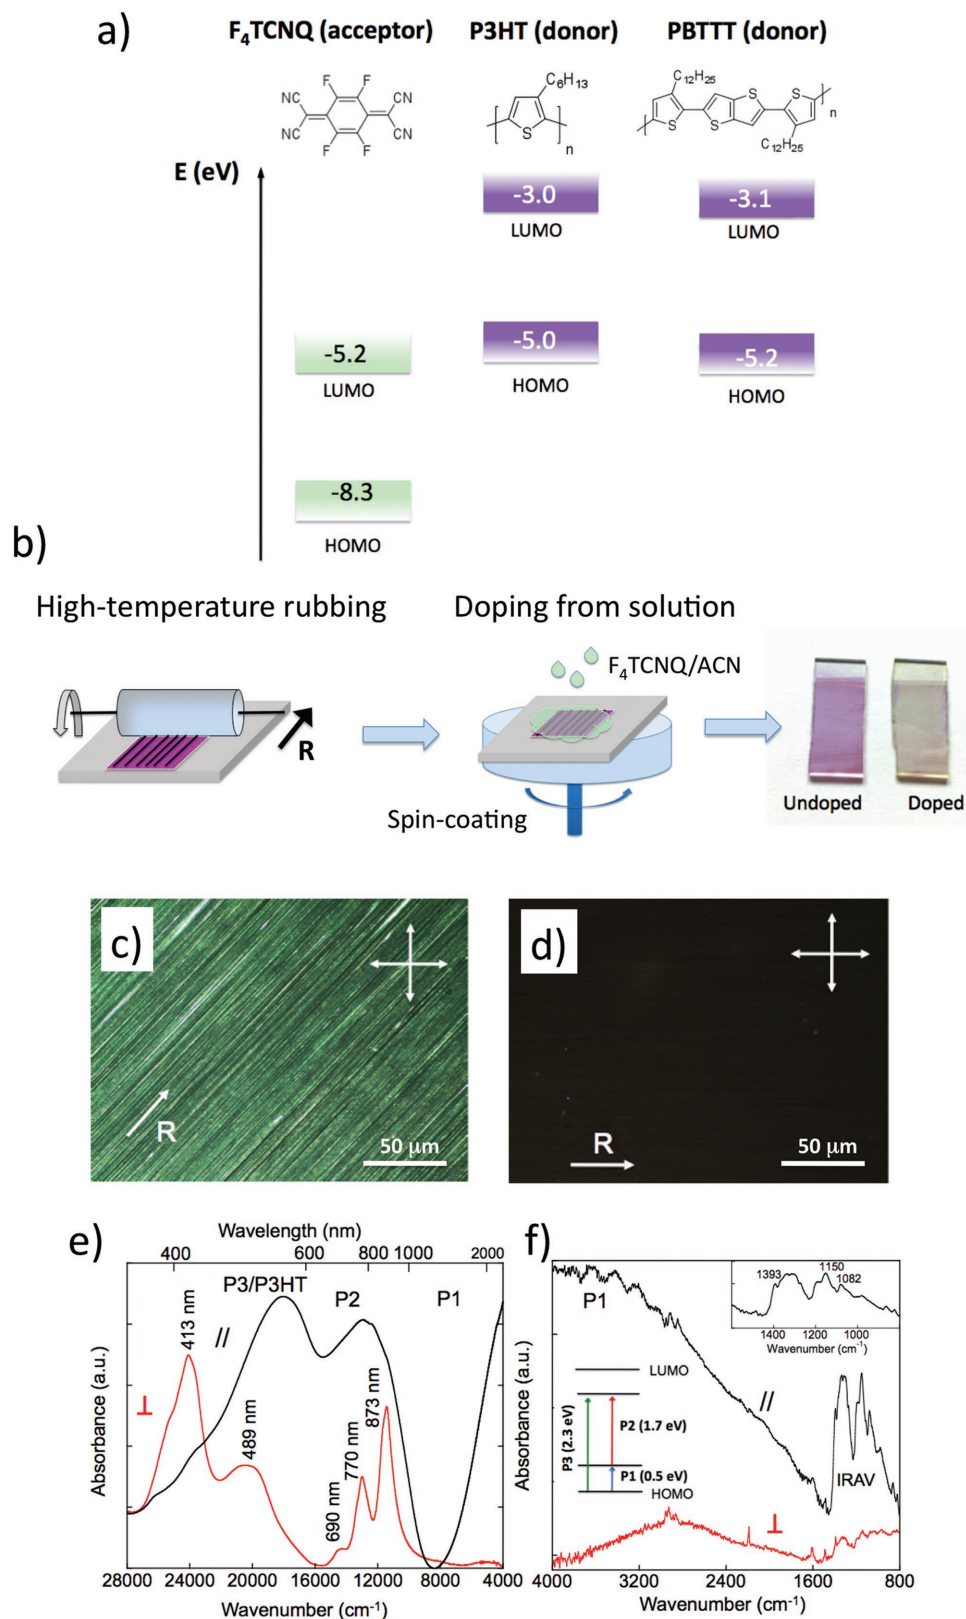 a)
F₄TCNQ (acceptor)
P3HT (donor)
PBTTT (donor)
NC
F
F
CN
NC
F
F
CN
C₆H₁₃
S
n
C₁₂H₂₅
S
S
S
S
C₁₂H₂₅
n
E (eV)
-3.0
LUMO
-3.1
LUMO
-5.2
LUMO
-5.0
HOMO
-5.2
HOMO
-8.3
HOMO
b)
High-temperature rubbing
Doping from solution
R
F₄TCNQ/ACN
Spin-coating
Undoped
Doped
c)
R
50 µm
d)
R
50 µm
e)
Wavelength (nm)
400
600
800
1000
2000
P3/P3HT
P2
P1
//
⊥
413 nm
489 nm
690 nm
770 nm
873 nm
Absorbance (a.u.)
28000
24000
20000
16000
12000
8000
4000
Wavenumber (cm⁻¹)
f)
P1
1393
1150
1082
1600
1200
1000
Wavenumber (cm⁻¹)
LUMO
P3 (2.3 eV)
P2 (1.7 eV)
P1 (0.5 eV)
HOMO
//
IRAV
⊥
Absorbance (a.u.)
4000
3200
2400
1600
800
Wavenumber (cm⁻¹)